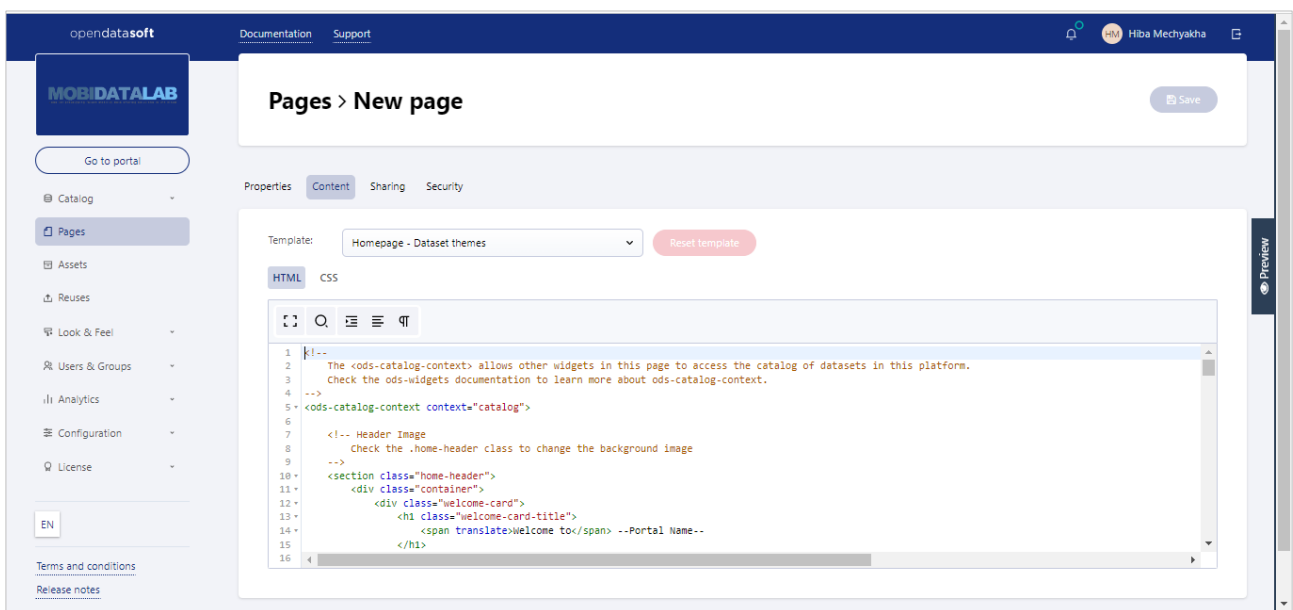 opendatasoft Documentation Support HM Hiba Mechyakha
MOBIDATALAB
Pages > New page Save
Go to portal
Properties Content Sharing Security
Catalog
Pages
Template: Homepage - Dataset themes Reset template
Assets
HTML CSS
Preview
Reuses
Look & Feel
Users & Groups
Analytics
Configuration
License
EN
Terms and conditions
Release notes
1 <!--
2 The <ods-catalog-context> allows other widgets in this page to access the catalog of datasets in this platform.
3 Check the ods-widgets documentation to learn more about ods-catalog-context.
4 -->
5 <ods-catalog-context context="catalog">
6
7 <!-- Header Image
8 Check the .home-header class to change the background image
9 -->
10 <section class="home-header">
11 <div class="container">
12 <div class="welcome-card">
13 <h1 class="welcome-card-title">
14 <span translate>Welcome to</span> --Portal Name--
15 </h1>
16